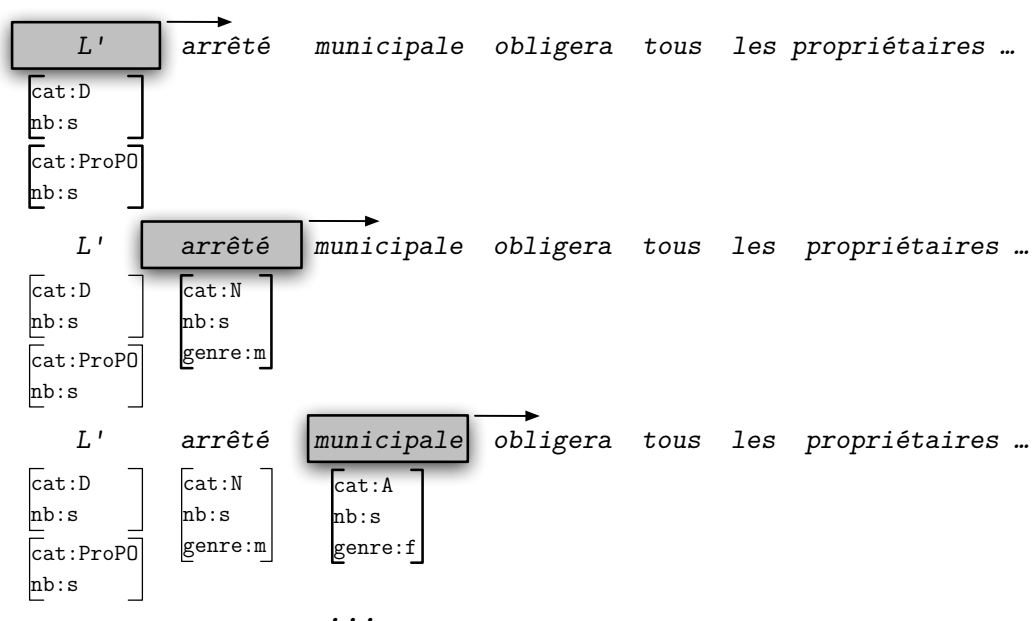 L' arrêté municipale obligera tous les propriétaires …
cat:D
nb:s
cat:ProPO
nb:s
L' arrêté municipale obligera tous les propriétaires …
cat:D cat:N
nb:s nb:s
genre:m
cat:ProPO
nb:s
L' arrêté municipale obligera tous les propriétaires …
cat:D cat:N cat:A
nb:s nb:s nb:s
genre:m genre:f
cat:ProPO
nb:s
...